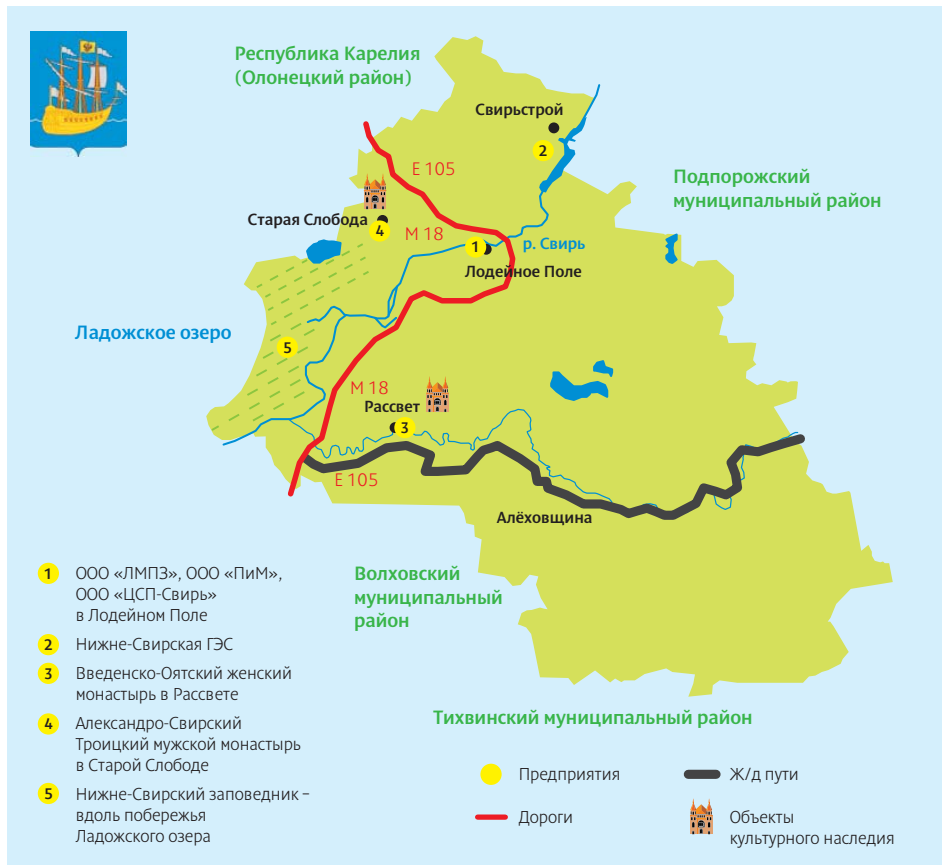 Республика Карелия
(Олонецкий район)
Свирьстрой
2
E 105
Подпорожский
муниципальный район
Старая Слобода
4
M 18
1
р. Свирь
Лодейное Поле
Ладожское озеро
5
M 18
Рассвет
3
E 105
Алёховщина
1 ООО «ЛМПЗ», ООО «ПиМ»,
ООО «ЦСП-Свирь»
в Лодейном Поле
2 Нижне-Свирская ГЭС
3 Введенско-Оятский женский
монастырь в Рассвете
4 Александро-Свирский
Троицкий мужской монастырь
в Старой Слободе
5 Нижне-Свирский заповедник –
вдоль побережья
Ладожского озера
Волховский
муниципальный
район
Тихвинский муниципальный район
Предприятия
Ж/д пути
Дороги
Объекты
культурного наследия